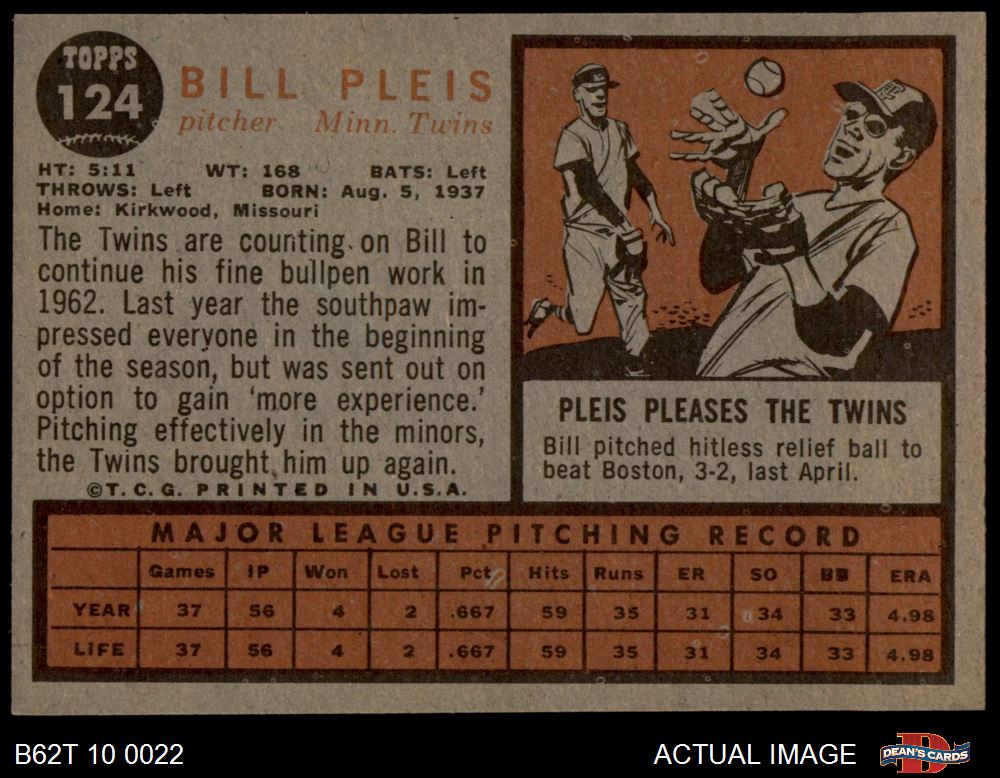 TOPPS
124
BILL PLEIS
pitcher Minn. Twins
HT: 5:11 WT: 168 BATS: Left
THROWS: Left BORN: Aug. 5, 1937
Home: Kirkwood, Missouri
The Twins are counting on Bill to
continue his fine bullpen work in
1962. Last year the southpaw im-
pressed everyone in the beginning
of the season, but was sent out on
option to gain 'more experience.'
Pitching effectively in the minors,
the Twins brought him up again.
©T.C.G. PRINTED IN U.S.A.
PLEIS PLEASES THE TWINS
Bill pitched hitless relief ball to
beat Boston, 3-2, last April.
MAJOR LEAGUE PITCHING RECORD
Games IP Won Lost Pct. Hits Runs ER SO BB ERA
YEAR 37 56 4 2 .667 59 35 31 34 33 4.98
LIFE 37 56 4 2 .667 59 35 31 34 33 4.98
B62T 10 0022 ACTUAL IMAGE DEAN'S CARDS